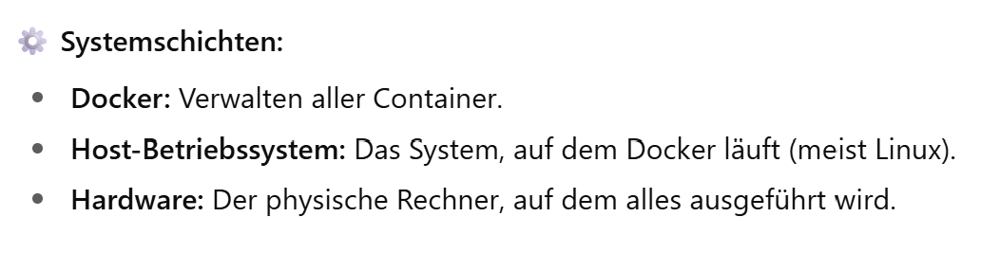 Systemschichten:
Docker: Verwalten aller Container.
Host-Betriebssystem: Das System, auf dem Docker läuft (meist Linux).
Hardware: Der physische Rechner, auf dem alles ausgeführt wird.